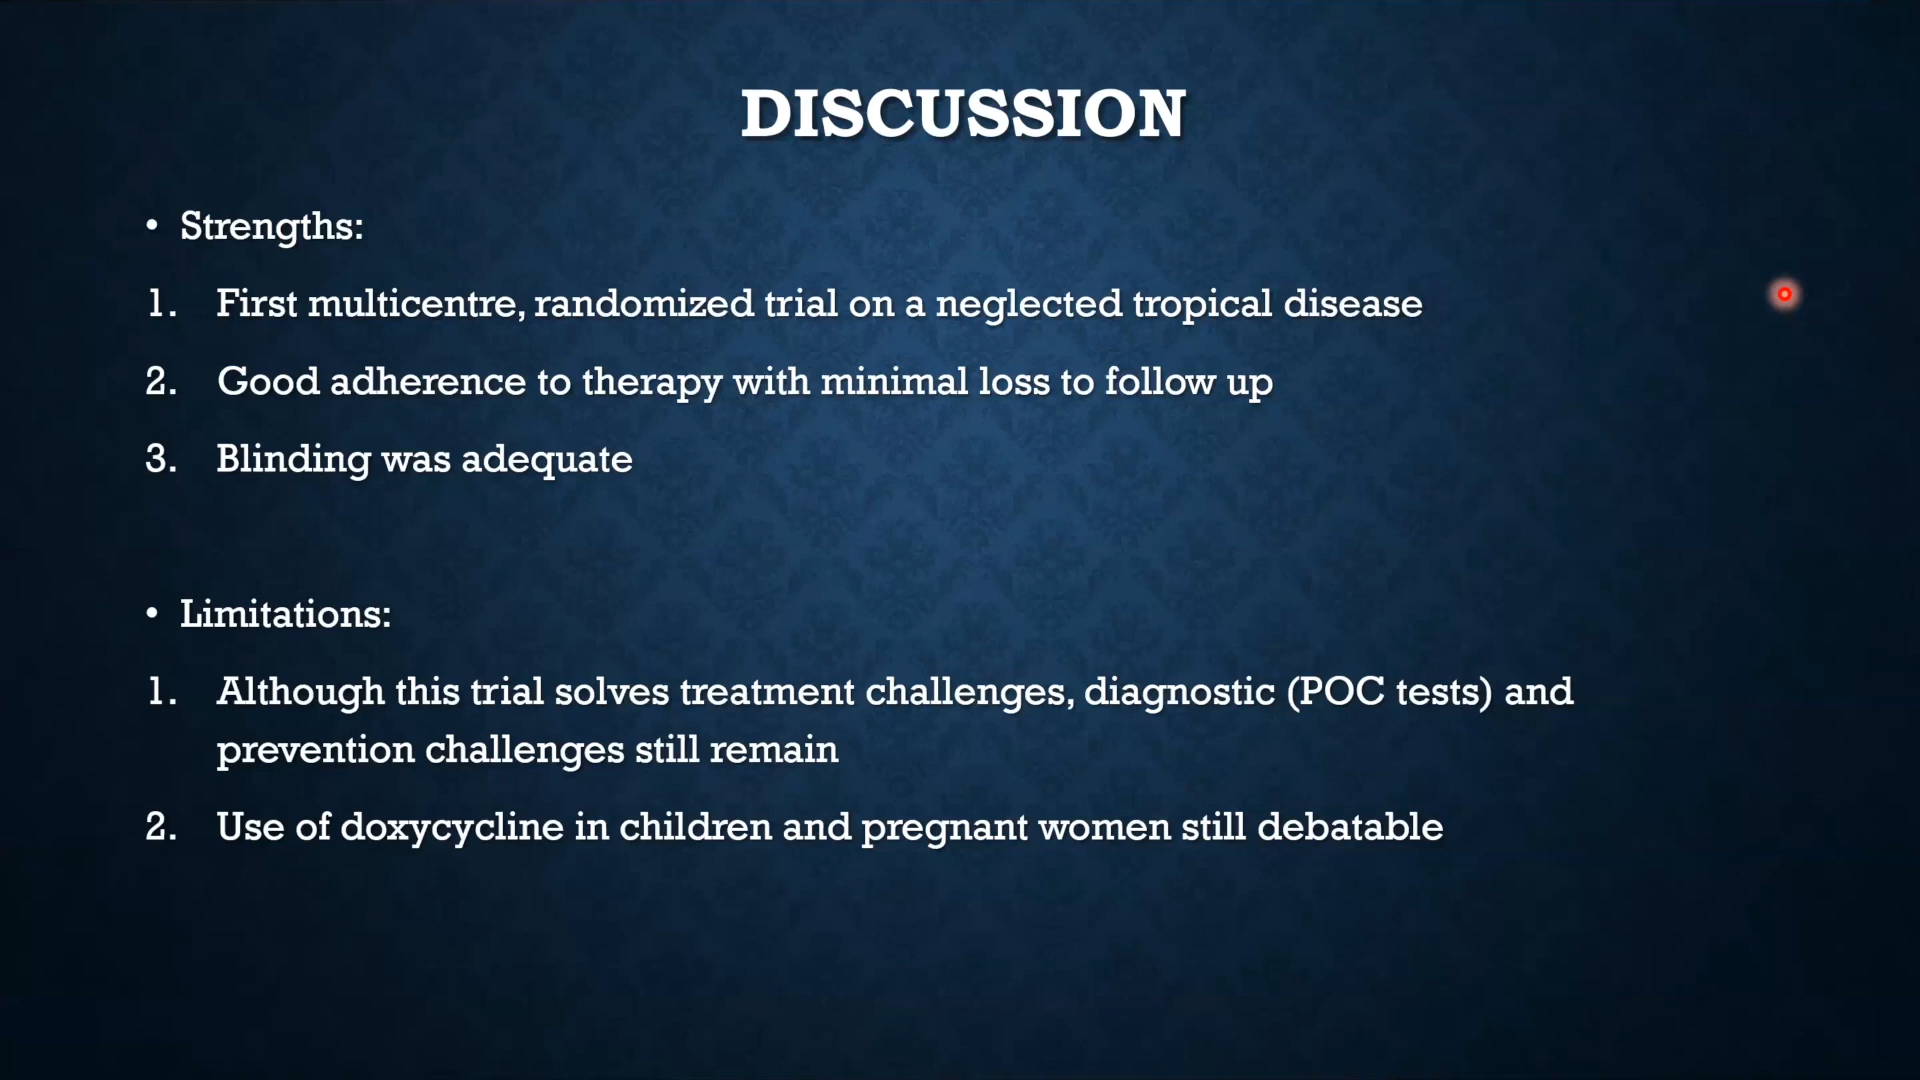 DISCUSSION
• Strengths:
1. First multicentre, randomized trial on a neglected tropical disease
2. Good adherence to therapy with minimal loss to follow up
3. Blinding was adequate
• Limitations:
1. Although this trial solves treatment challenges, diagnostic (POC tests) and
prevention challenges still remain
2. Use of doxycycline in children and pregnant women still debatable